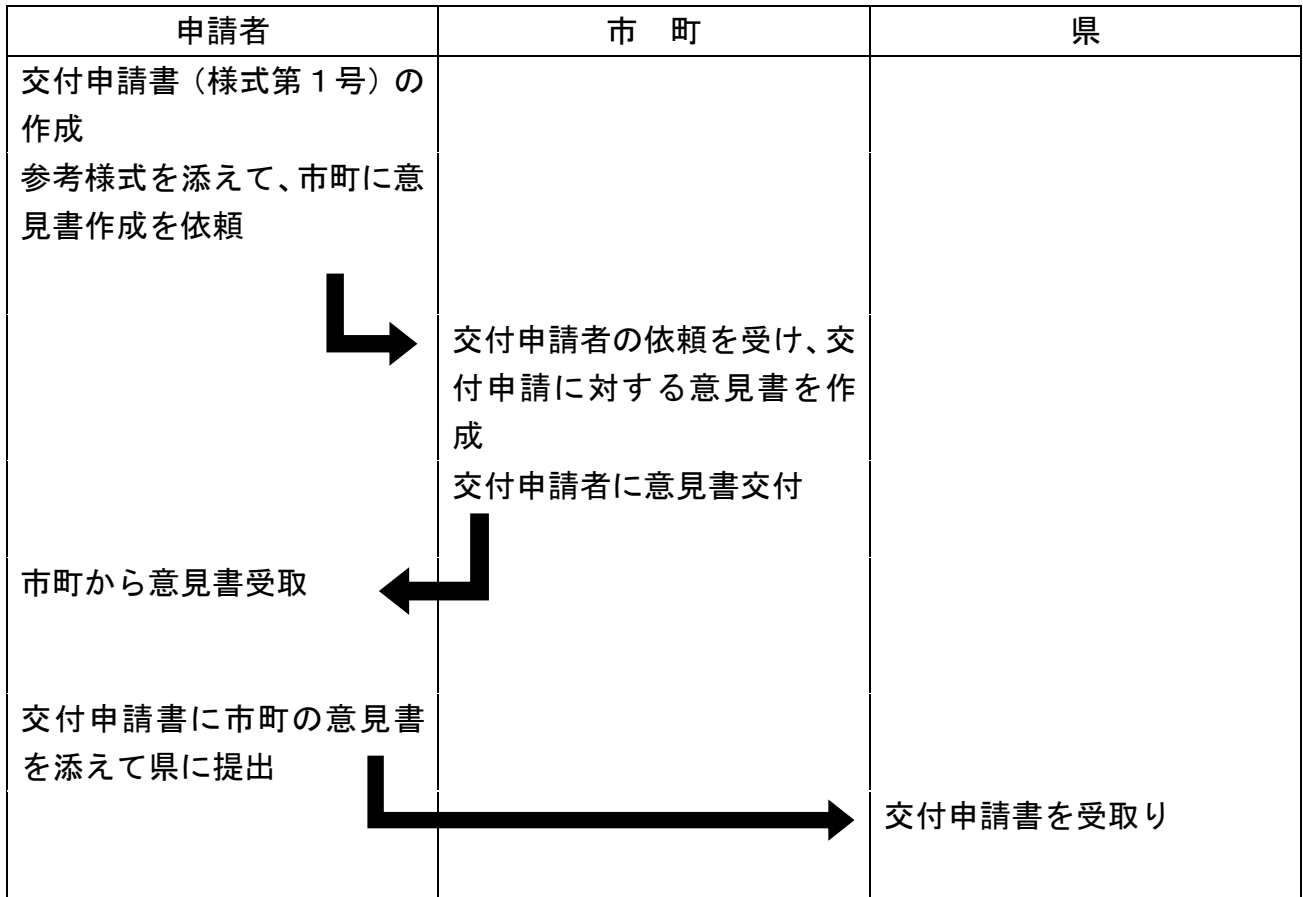 申請者
市　町
県
交付申請書（様式第１号）の
作成
参考様式を添えて、市町に意
見書作成を依頼
交付申請者の依頼を受け、交
付申請に対する意見書を作
成
交付申請者に意見書交付
市町から意見書受取
交付申請書に市町の意見書
を添えて県に提出
交付申請書を受取り